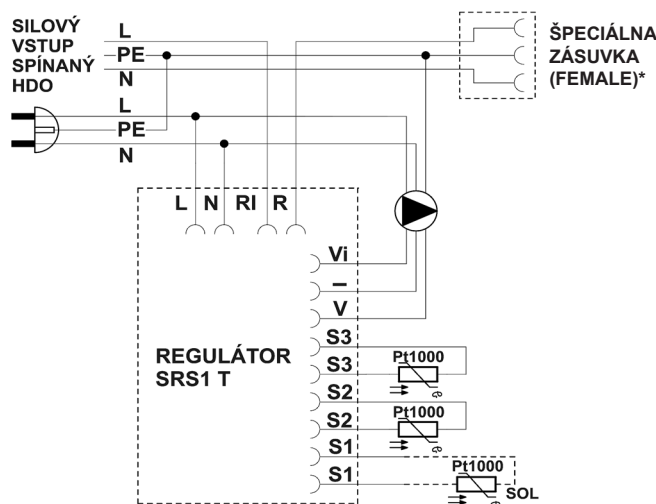 SILOVÝ
VSTUP
SPÍNANÝ
HDO
L
PE
N
ŠPECIÁLNA
ZÁSUVKA
(FEMALE)*
L
PE
N
L N RI R
Vi
–
V
S3
S3
S2
S2
S1
S1
REGULÁTOR
SRS1 T
Pt1000
Pt1000
Pt1000
SOL